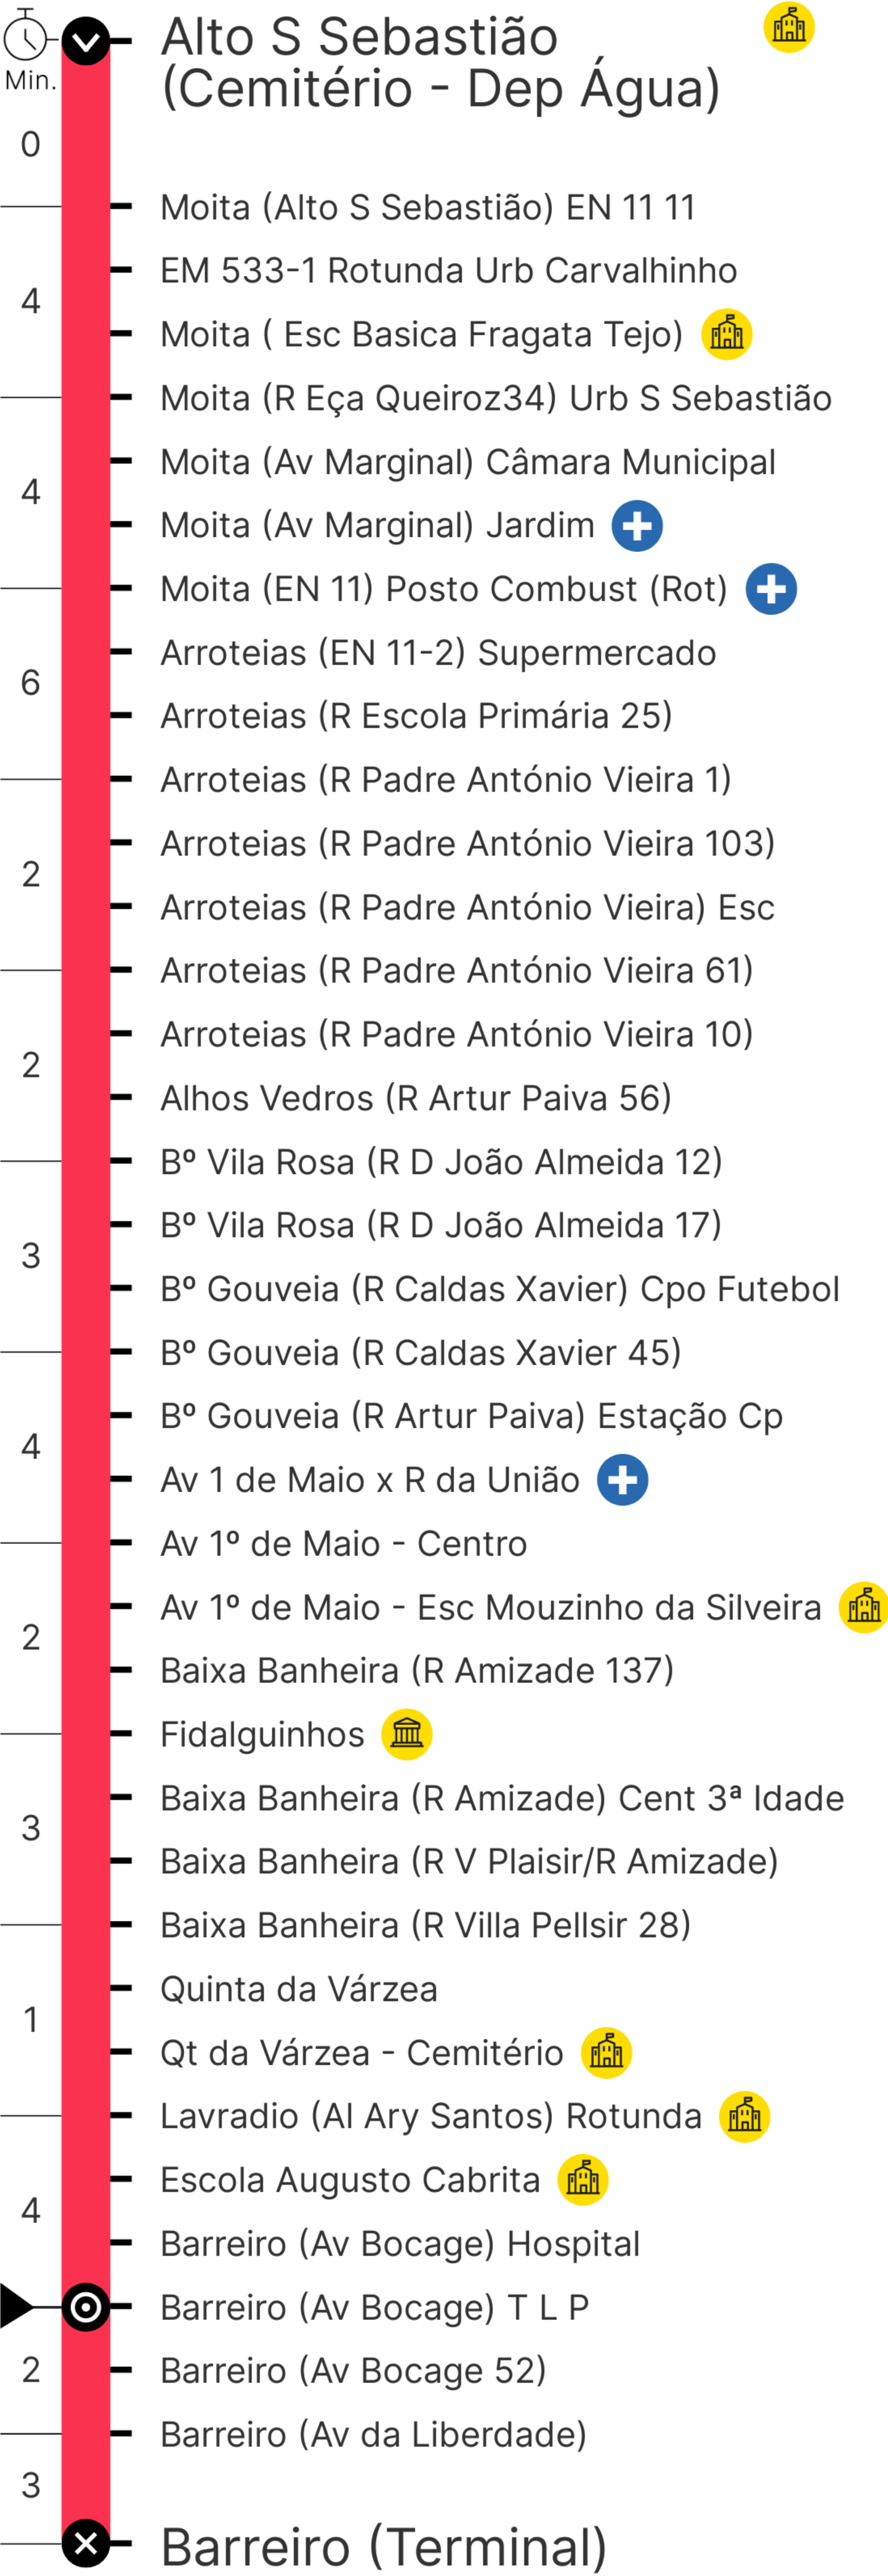 Alto S Sebastião
(Cemitério - Dep Água)
Min.
0
Moita (Alto S Sebastião) EN 11 11
EM 533-1 Rotunda Urb Carvalhinho
4
Moita ( Esc Basica Fragata Tejo)
Moita (R Eça Queiroz34) Urb S Sebastião
Moita (Av Marginal) Câmara Municipal
4
Moita (Av Marginal) Jardim
Moita (EN 11) Posto Combust (Rot)
Arroteias (EN 11-2) Supermercado
6
Arroteias (R Escola Primária 25)
Arroteias (R Padre António Vieira 1)
Arroteias (R Padre António Vieira 103)
2
Arroteias (R Padre António Vieira) Esc
Arroteias (R Padre António Vieira 61)
Arroteias (R Padre António Vieira 10)
2
Alhos Vedros (R Artur Paiva 56)
Bº Vila Rosa (R D João Almeida 12)
Bº Vila Rosa (R D João Almeida 17)
3
Bº Gouveia (R Caldas Xavier) Cpo Futebol
Bº Gouveia (R Caldas Xavier 45)
Bº Gouveia (R Artur Paiva) Estação Cp
4
Av 1 de Maio x R da União
Av 1º de Maio - Centro
Av 1º de Maio - Esc Mouzinho da Silveira
2
Baixa Banheira (R Amizade 137)
Fidalguinhos
Baixa Banheira (R Amizade) Cent 3ª Idade
3
Baixa Banheira (R V Plaisir/R Amizade)
Baixa Banheira (R Villa Pellsir 28)
Quinta da Várzea
1
Qt da Várzea - Cemitério
Lavradio (Al Ary Santos) Rotunda
Escola Augusto Cabrita
4
Barreiro (Av Bocage) Hospital
Barreiro (Av Bocage) T L P
2
Barreiro (Av Bocage 52)
Barreiro (Av da Liberdade)
3
Barreiro (Terminal)